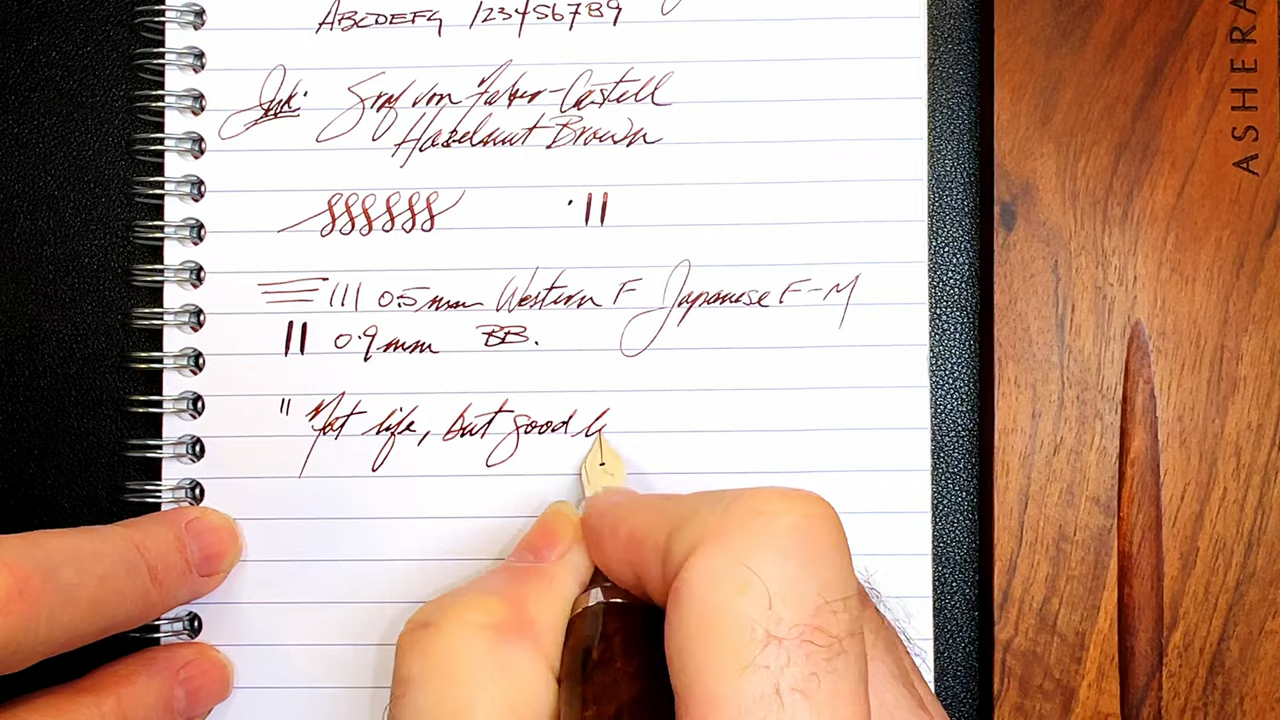 ABCDEFG 123456789
Ink: Graf von Faber-Castell
Hazelnut Brown
0.5mm Western F Japanese F-M
0.9mm BB.
"Not life, but good l
ASHERA